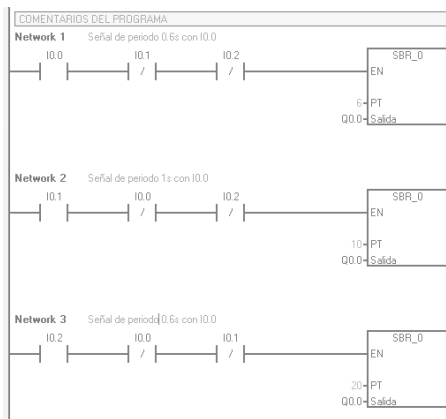 COMENTARIOS DEL PROGRAMA
Network 1 Señal de periodo 0.6s con I0.0
I0.0 I0.1 I0.2 SBR_0
/ / EN
6 PT
Q0.0 Salida
Network 2 Señal de periodo 1s con I0.0
I0.1 I0.0 I0.2 SBR_0
/ / EN
10 PT
Q0.0 Salida
Network 3 Señal de periodo 0.6s con I0.0
I0.2 I0.0 I0.1 SBR_0
/ / EN
20 PT
Q0.0 Salida